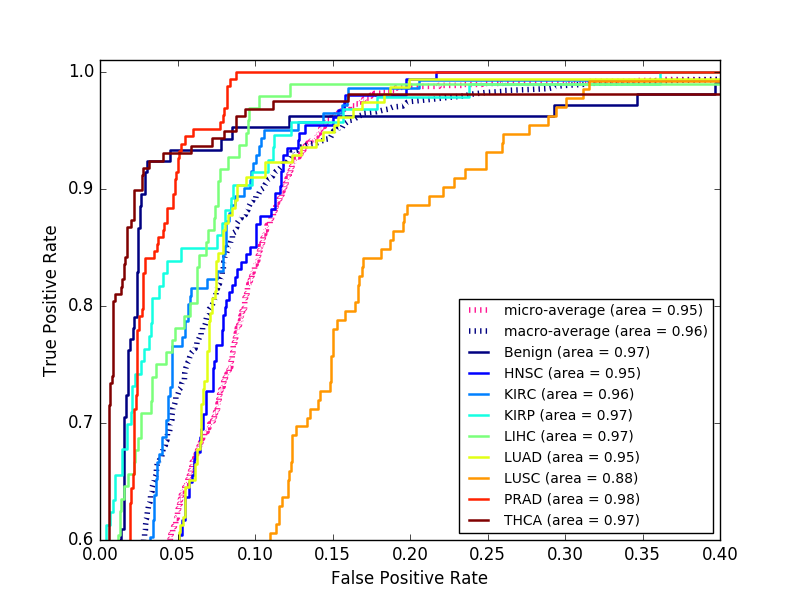 1.0
0.9
0.8
0.7
0.6
True Positive Rate
micro-average (area = 0.95)
macro-average (area = 0.96)
Benign (area = 0.97)
HNSC (area = 0.95)
KIRC (area = 0.96)
KIRP (area = 0.97)
LIHC (area = 0.97)
LUAD (area = 0.95)
LUSC (area = 0.88)
PRAD (area = 0.98)
THCA (area = 0.97)
0.00 0.05 0.10 0.15 0.20 0.25 0.30 0.35 0.40
False Positive Rate